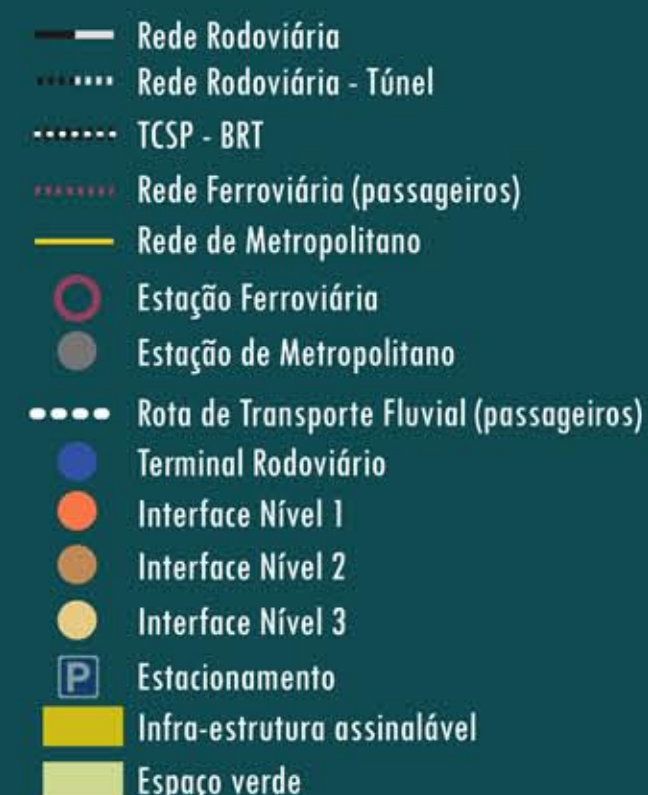 Rede Rodoviária
Rede Rodoviária - Túnel
TCSP - BRT
Rede Ferroviária (passageiros)
Rede de Metropolitano
Estação Ferroviária
Estação de Metropolitano
Rota de Transporte Fluvial (passageiros)
Terminal Rodoviário
Interface Nível 1
Interface Nível 2
Interface Nível 3
P Estacionamento
Infra-estrutura assinalável
Espaço verde